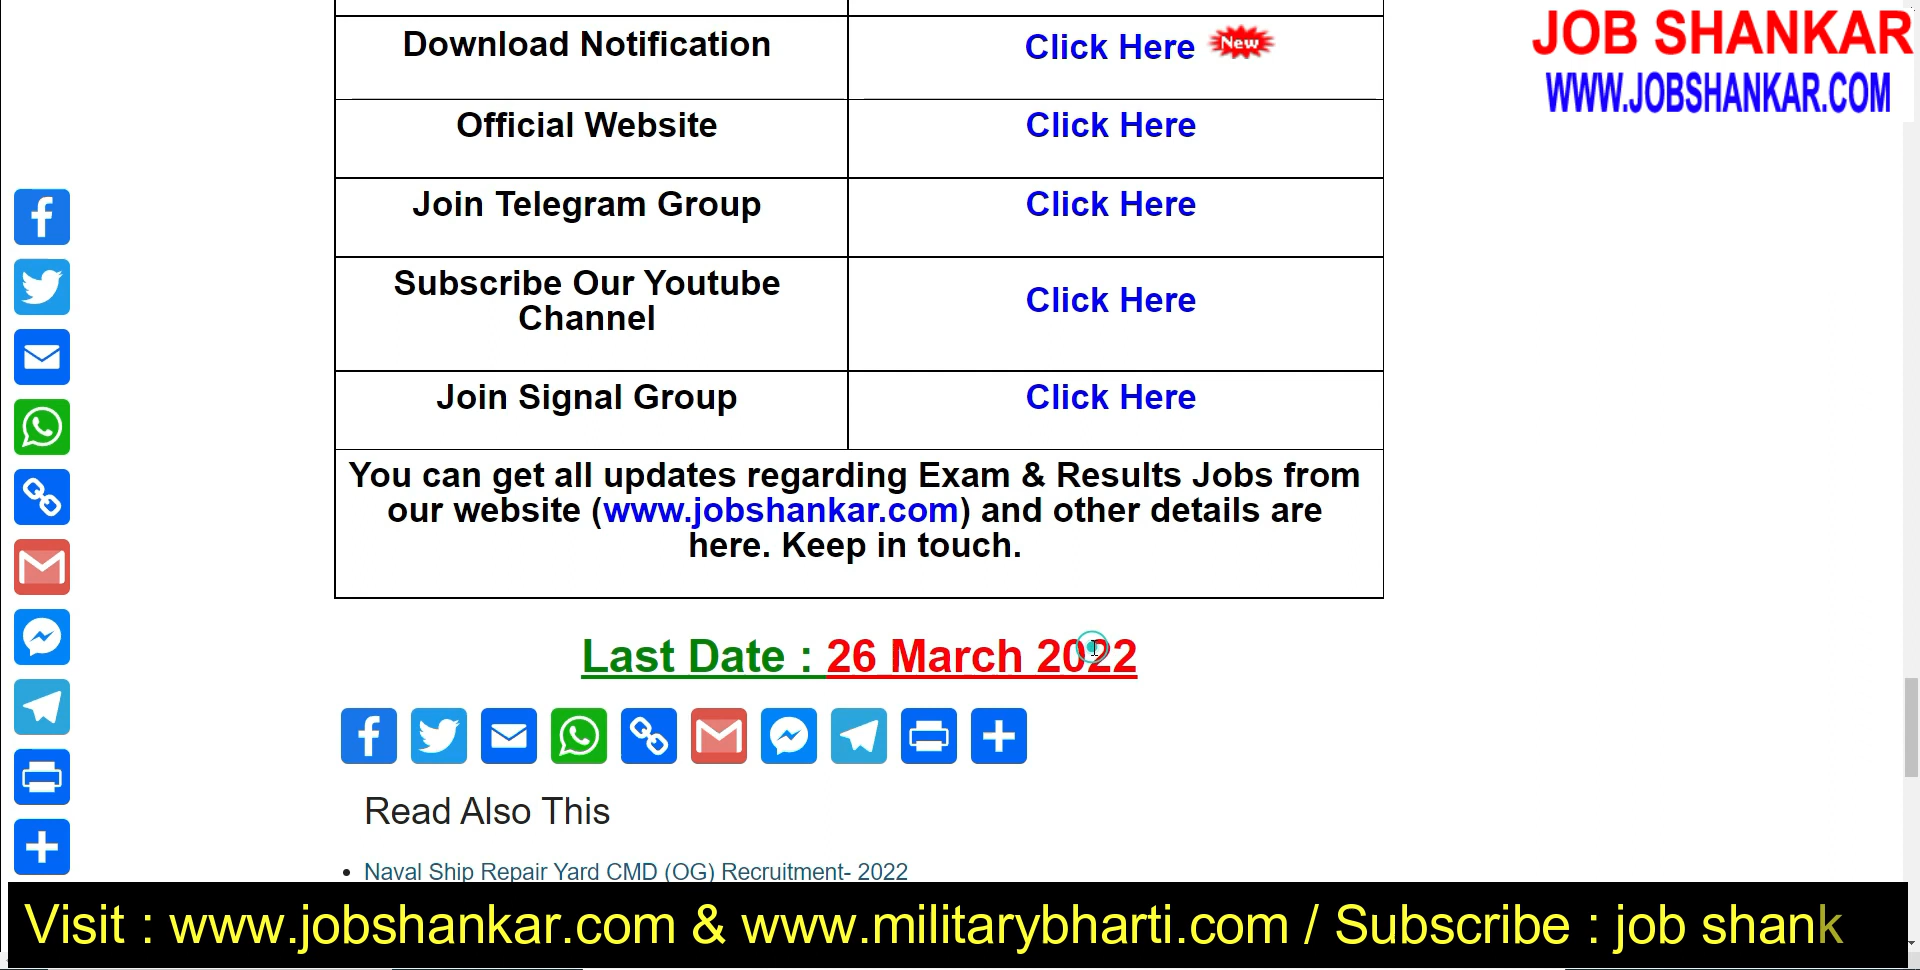 JOB SHANKAR
WWW.JOBSHANKAR.COM
Download Notification
Click Here New
Official Website
Click Here
Join Telegram Group
Click Here
Subscribe Our Youtube
Channel
Click Here
Join Signal Group
Click Here
You can get all updates regarding Exam & Results Jobs from
our website (www.jobshankar.com) and other details are
here. Keep in touch.
Last Date : 26 March 2022
Read Also This
• Naval Ship Repair Yard CMD (OG) Recruitment- 2022
Visit : www.jobshankar.com & www.militarybharti.com / Subscribe : job shank